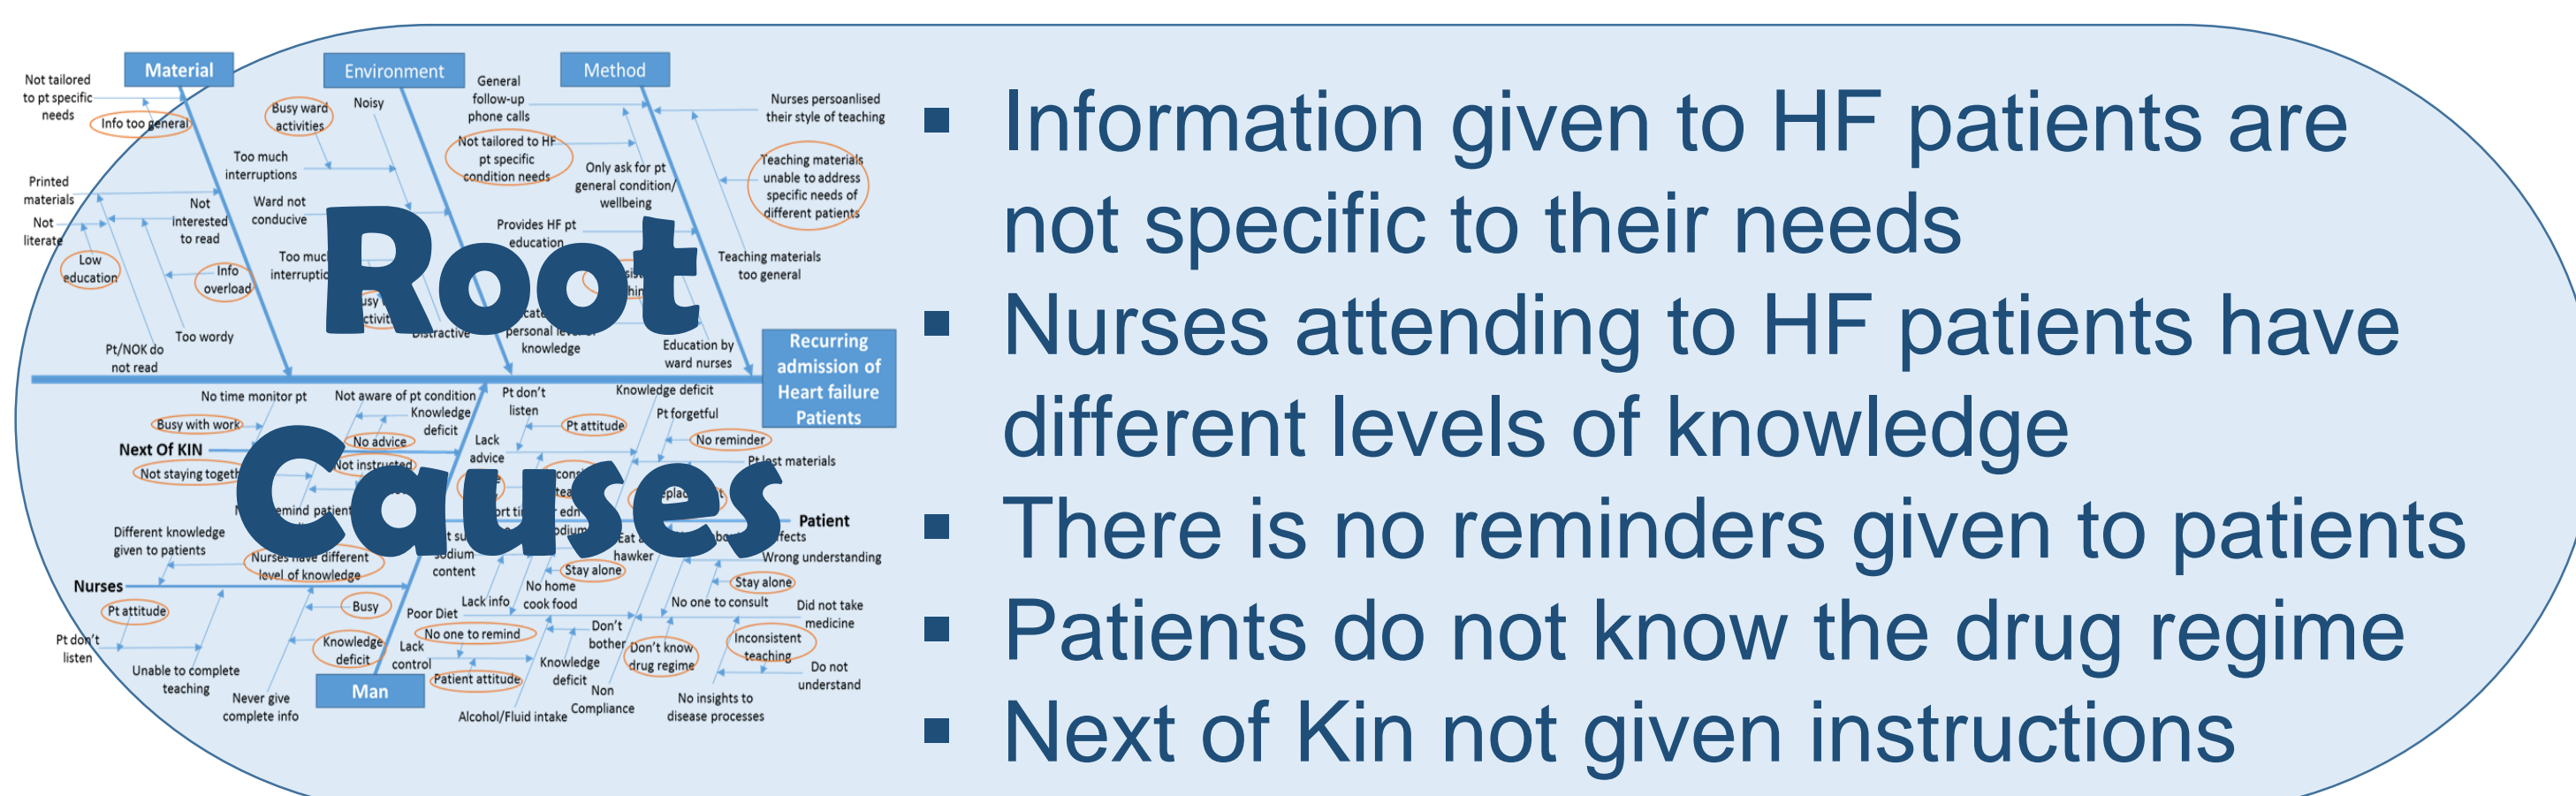 Material
Environment
Method
Not tailored
to pt specific
needs
Info too general
Printed
materials
Not
literate
Low
education
Not
interested
to read
Info
overload
Too wordy
Pt/NOK do
not read
Busy ward
activities
Noisy
Too much
interruptions
Ward not
conducive
Too much
Distractive
General
follow-up
phone calls
Not tailored to HF
pt specific
condition needs
Only ask for pt
general condition/
wellbeing
Provides HF pt
education
personal level of
knowledge
Nurses persoanlised
their style of teaching
Teaching materials
unable to address
specific needs of
different patients
Teaching materials
too general
Education by
ward nurses
Recurring
admission of
Heart failure
Patients
Root
Causes
No time monitor pt
Busy with work
Next Of KIN
Not staying
Not aware of pt condition
Knowledge
deficit
No advice
Not instructed
Lack
advice
Pt don't
listen
Pt attitude
Knowledge deficit
Pt forgetful
No reminder
Pt lost materials
Patient
Different knowledge
given to patients
Nurses have different
level of knowledge
Nurses
Pt attitude
Pt don't
listen
Unable to complete
teaching
Never give
complete info
Busy
Knowledge
deficit
Man
sodium
content
Poor Diet
Lack info
No home
cook food
Stay alone
Eat
hawker
Wrong understanding
Stay alone
No one to consult
Did not take
medicine
No one to remind
Lack
control
Patient attitude
Knowledge
deficit
Don't
bother
Alcohol/Fluid intake
Non
Compliance
Don't know
drug regime
Inconsistent
teaching
Do not
understand
No insights to
disease processes
▪ Information given to HF patients are
not specific to their needs
▪ Nurses attending to HF patients have
different levels of knowledge
▪ There is no reminders given to patients
▪ Patients do not know the drug regime
▪ Next of Kin not given instructions